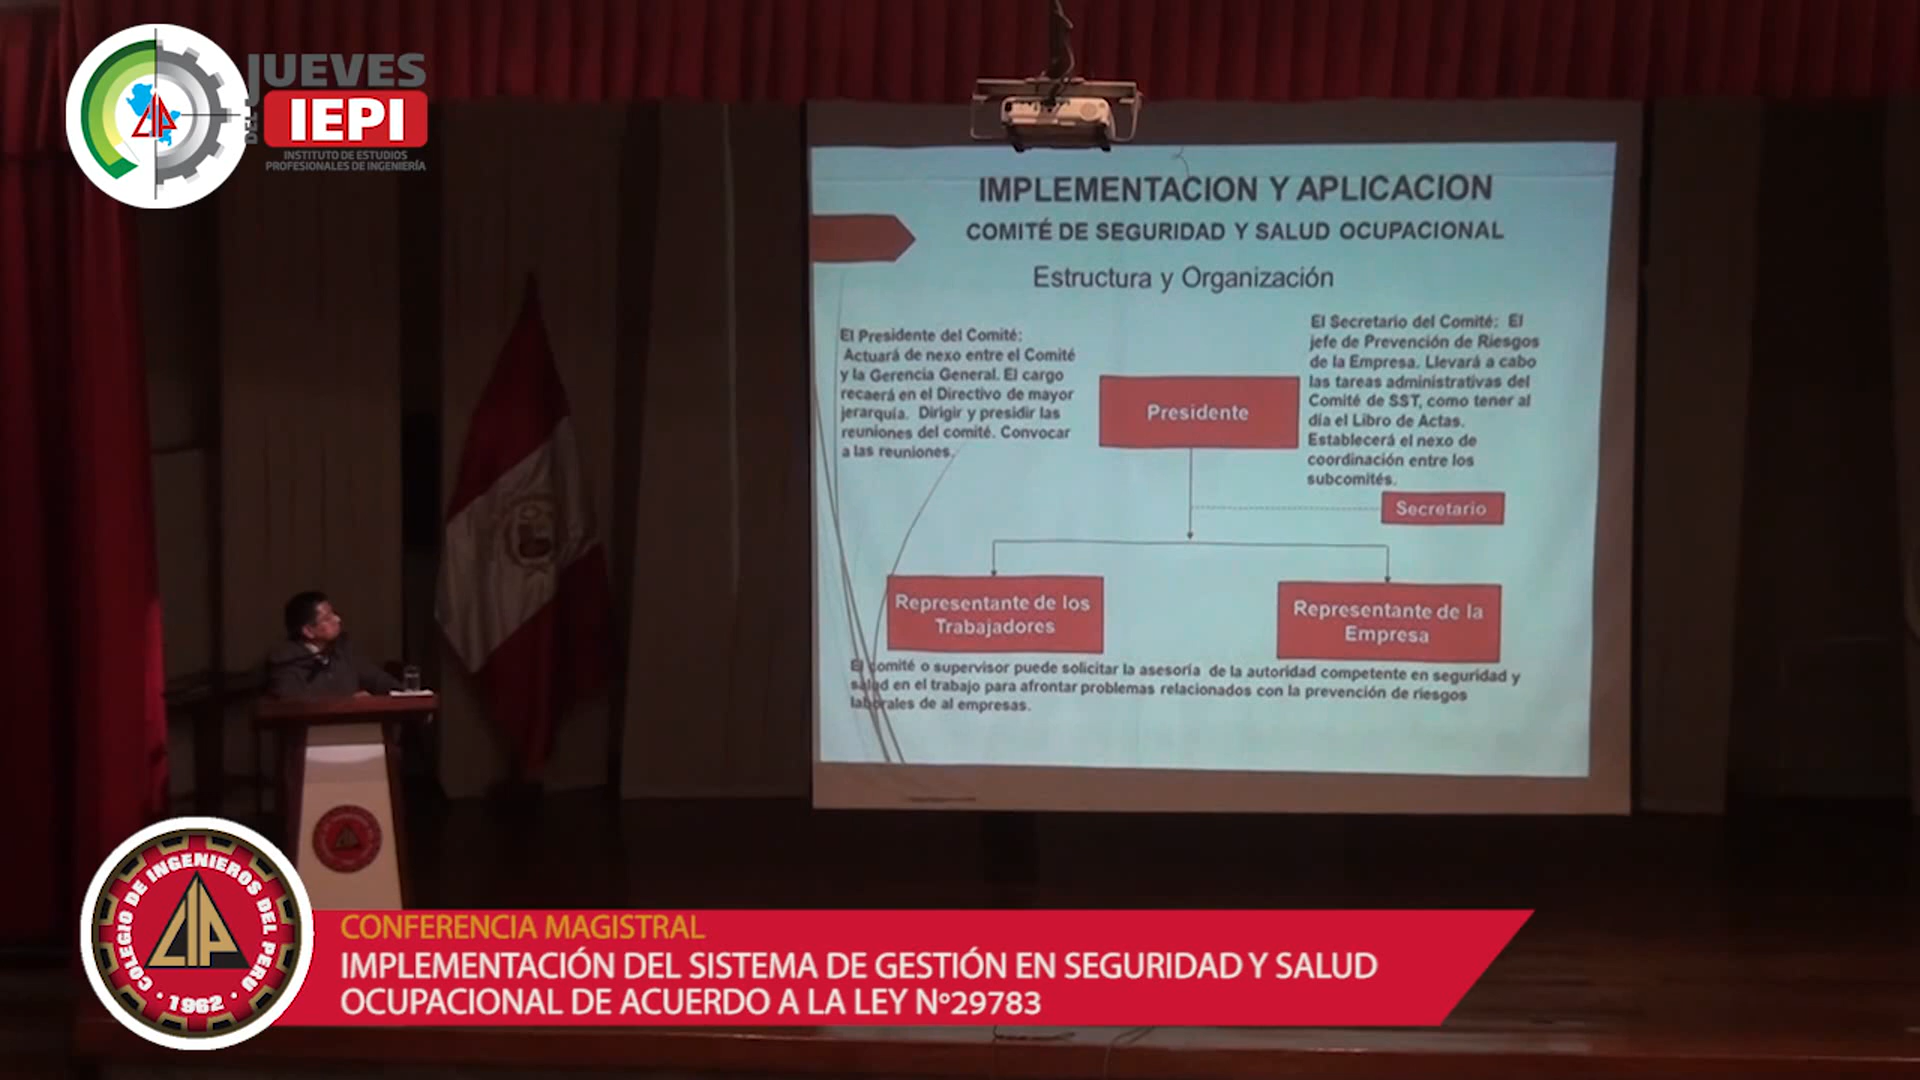 JUEVES
DEL
IEPI
INSTITUTO DE ESTUDIOS
PROFESIONALES DE INGENIERÍA
CIP
IMPLEMENTACION Y APLICACION
COMITÉ DE SEGURIDAD Y SALUD OCUPACIONAL
Estructura y Organización
El Presidente del Comité:
Actuará de nexo entre el Comité
y la Gerencia General. El cargo
recaerá en el Directivo de mayor
jerarquía. Dirigir y presidir las
reuniones del comité. Convocar
a las reuniones.
El Secretario del Comité: El
jefe de Prevención de Riesgos
de la Empresa. Llevará a cabo
las tareas administrativas del
Comité de SST, como tener al
día el Libro de Actas.
Establecerá el nexo de
coordinación entre los
subcomités.
Presidente
Secretario
Representante de los
Trabajadores
Representante de la
Empresa
El comité o supervisor puede solicitar la asesoría de la autoridad competente en seguridad y
salud en el trabajo para afrontar problemas relacionados con la prevención de riesgos
laborales de al empresas.
COLEGIO DE INGENIEROS DEL PERU
CIP
· 1962 ·
CONFERENCIA MAGISTRAL
IMPLEMENTACIÓN DEL SISTEMA DE GESTIÓN EN SEGURIDAD Y SALUD
OCUPACIONAL DE ACUERDO A LA LEY N°29783